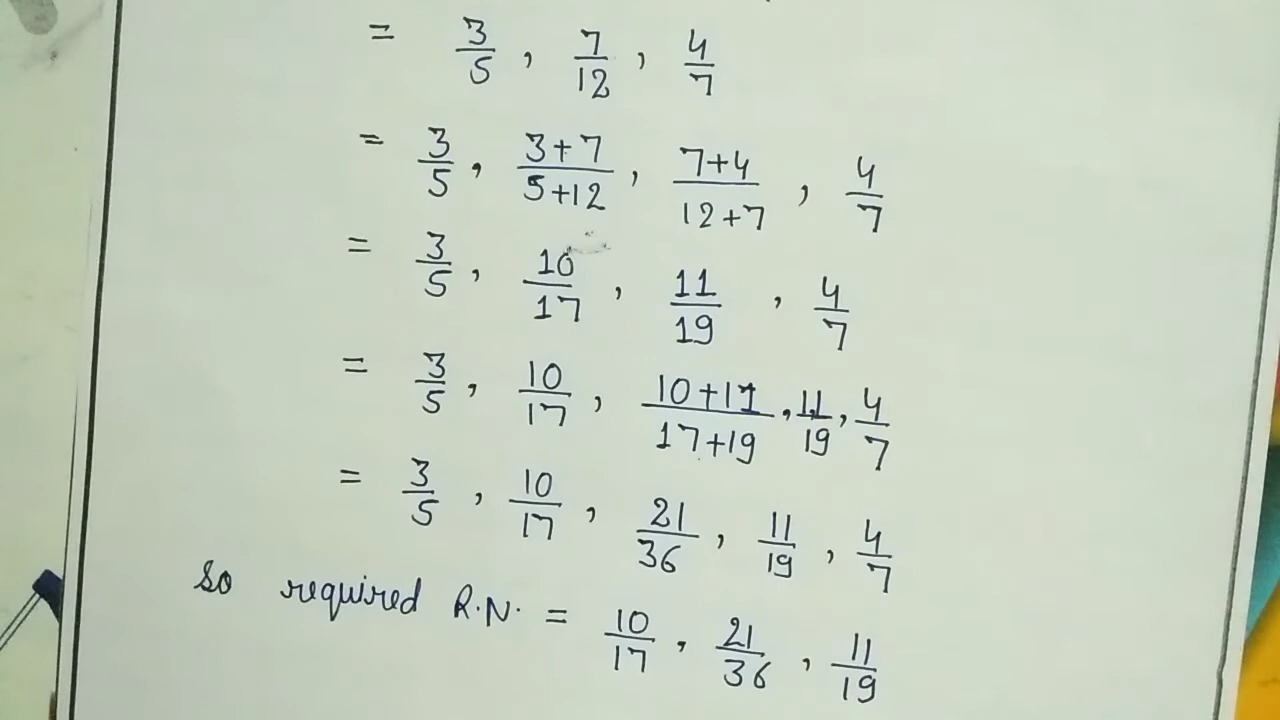 = 3/5 , 7/12 , 4/7
= 3/5 , 3+7/5+12 , 7+4/12+7 , 4/7
= 3/5 , 10/17 , 11/19 , 4/7
= 3/5 , 10/17 , 10+11/17+19 , 11/19 , 4/7
= 3/5 , 10/17 , 21/36 , 11/19 , 4/7
So required R.N. = 10/17 , 21/36 , 11/19